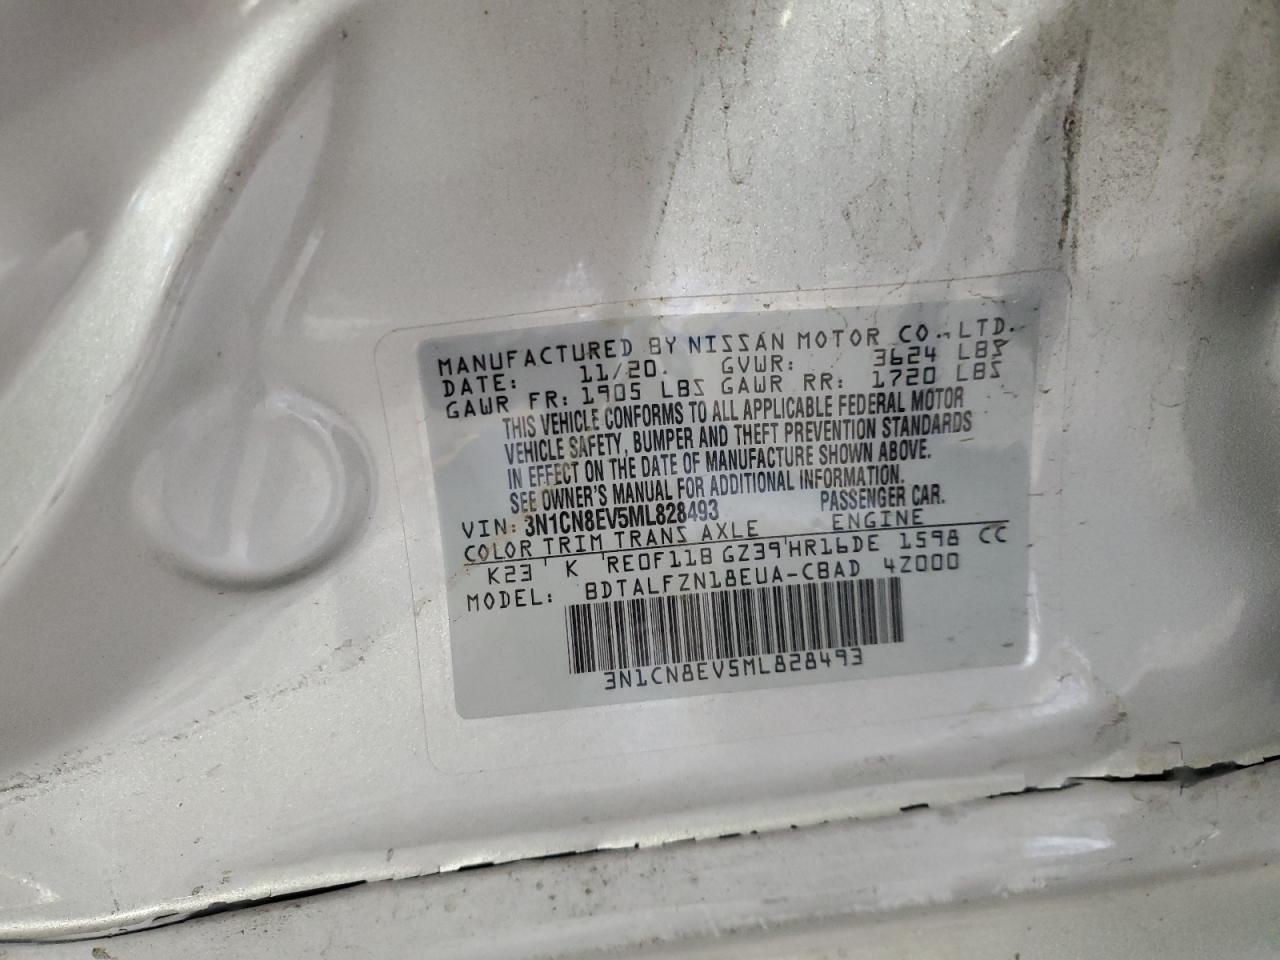 MANUFACTURED BY NISSAN MOTOR CO., LTD.
DATE: 11/20. GVWR: 3624 LBS
GAWR FR: 1905 LBS GAWR RR: 1720 LBS
THIS VEHICLE CONFORMS TO ALL APPLICABLE FEDERAL MOTOR
VEHICLE SAFETY, BUMPER AND THEFT PREVENTION STANDARDS
IN EFFECT ON THE DATE OF MANUFACTURE SHOWN ABOVE.
SEE OWNER'S MANUAL FOR ADDITIONAL INFORMATION.
VIN: 3N1CN8EV5ML828493 PASSENGER CAR.
COLOR TRIM TRANS AXLE ENGINE
K23 K RE0F11B GZ39 HR16DE 1598 CC
MODEL: BDTALFZN18EUA-CBAD 4Z000
3N1CN8EV5ML828493